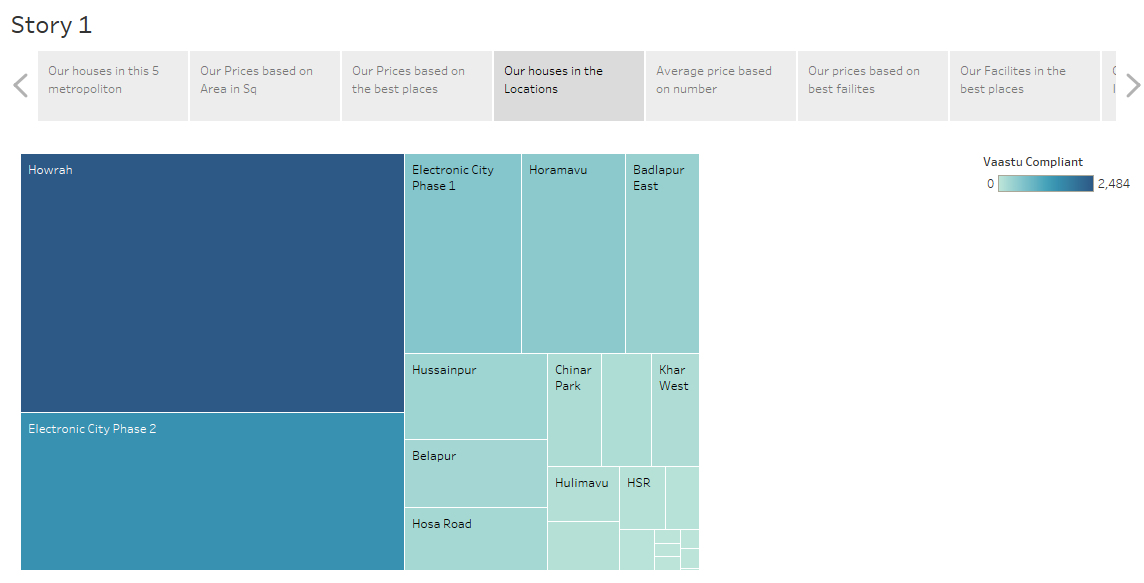 Story 1
Our houses in this 5
metropoliton
Our Prices based on
Area in Sq
Our Prices based on
the best places
Our houses in the
Locations
Average price based
on number
Our prices based on
best failites
Our Facilites in the
best places
Howrah
Electronic City
Phase 1
Horamavu
Badlapur
East
Vaastu Compliant
0
2,484
Hussainpur
Chinar
Park
Khar
West
Electronic City Phase 2
Belapur
Hulimavu
HSR
Hosa Road